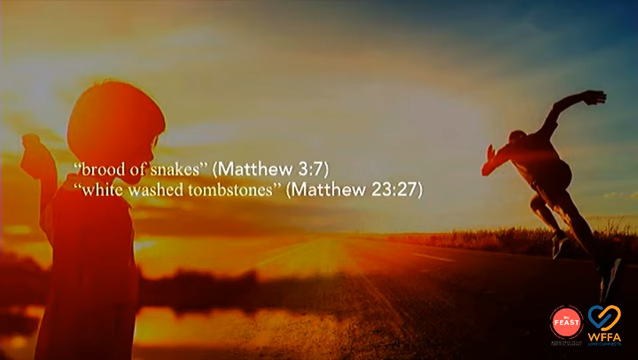 “brood of snakes” (Matthew 3:7)
“white washed tombstones” (Matthew 23:27)
FEAST
WFFA